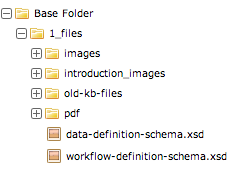 Base Folder
1_files
images
introduction_images
old-kb-files
pdf
data-definition-schema.xsd
workflow-definition-schema.xsd